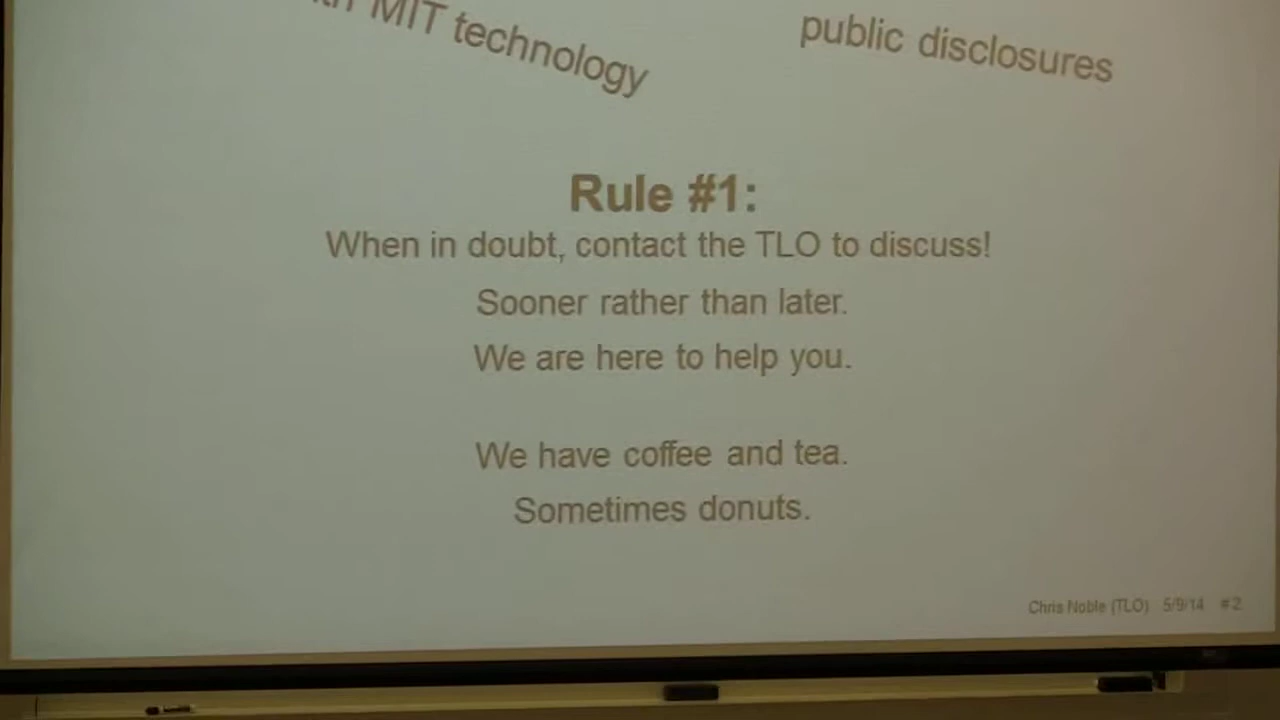 MIT technology
public disclosures
Rule #1:
When in doubt, contact the TLO to discuss!
Sooner rather than later.
We are here to help you.
We have coffee and tea.
Sometimes donuts.
Chris Noble (TLO) 5/9/14 #2